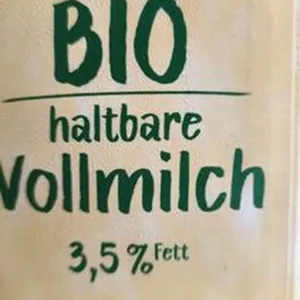 BIO
haltbare
Vollmilch
3,5% Fett